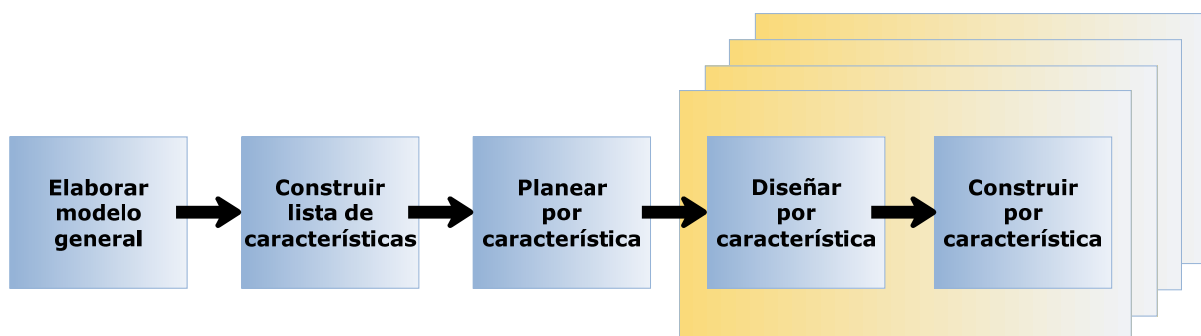 Elaborar
modelo
general
Construir
lista de
características
Planear
por
característica
Diseñar
por
característica
Construir
por
característica